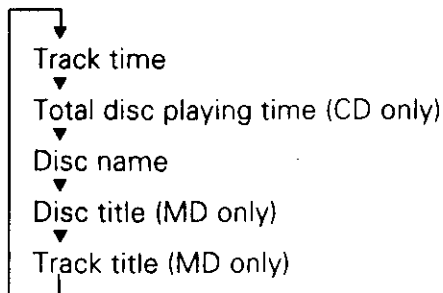 Track time
Total disc playing time (CD only)
Disc name
Disc title (MD only)
Track title (MD only)